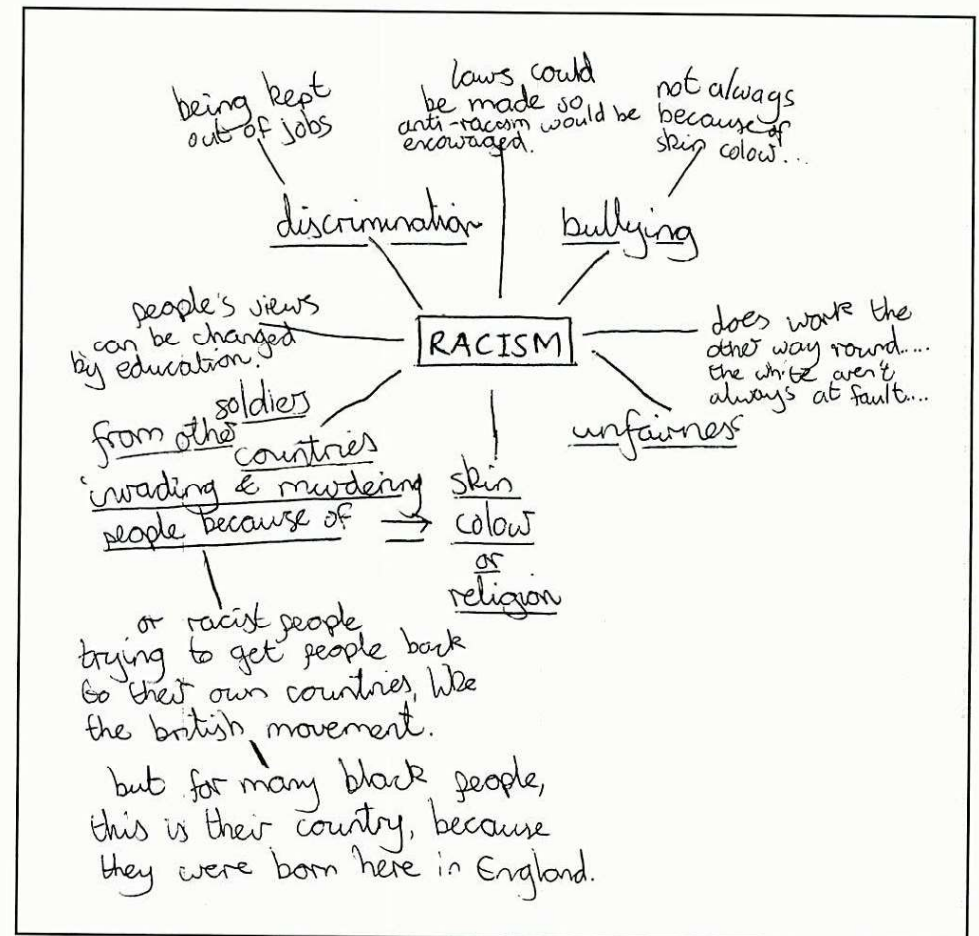 being kept
out of jobs
laws could
be made so
anti-racism would be
encouraged.
not always
because of
skin colour...
discrimination
bullying
people's views
can be changed
by education.
RACISM
does work the
other way round.....
the white aren't
always at fault....
soldiers
from other
countries
invading & murdering
people because of
skin
colour
or
religion
unfairness
or racist people
trying to get people back
to their own countries, like
the british movement.
but for many black people,
this is their country, because
they were born here in England.